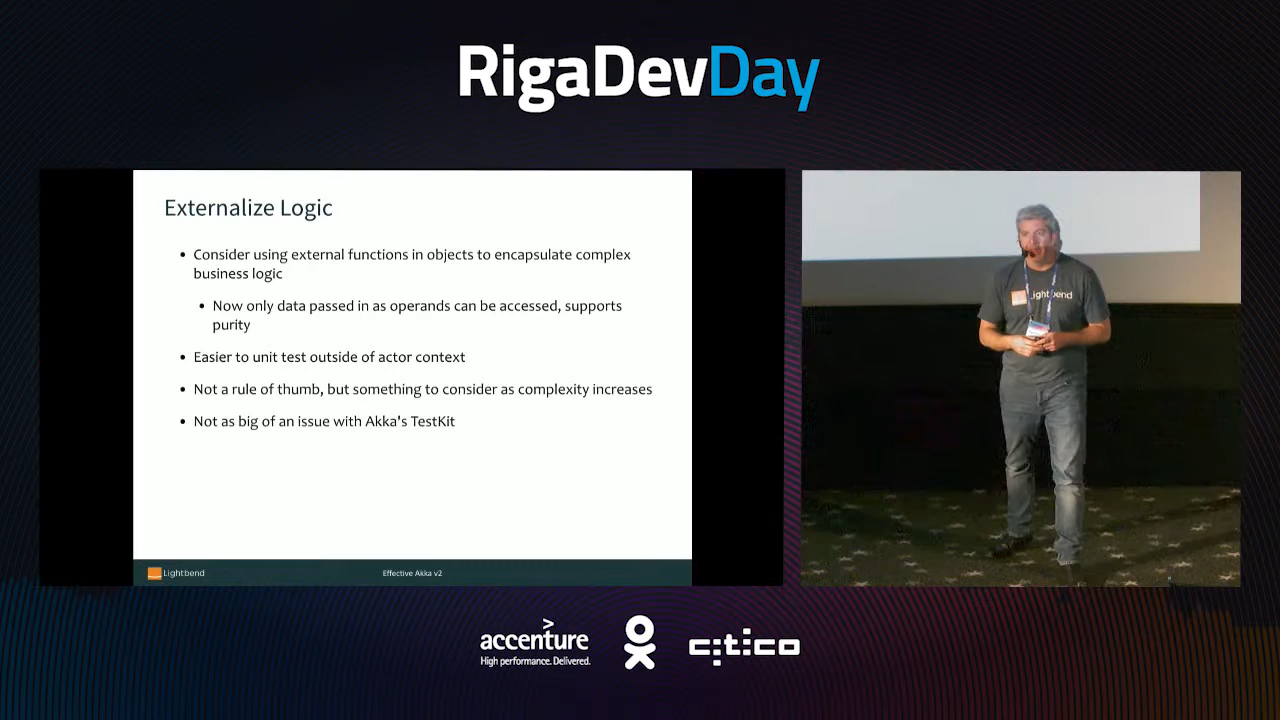 RigaDevDay
Externalize Logic
• Consider using external functions in objects to encapsulate complex
business logic
• Now only data passed in as operands can be accessed, supports
purity
• Easier to unit test outside of actor context
• Not a rule of thumb, but something to consider as complexity increases
• Not as big of an issue with Akka's TestKit
Lightbend
Effective Akka v2
Lightbend
accenture
High performance. Delivered.
citico